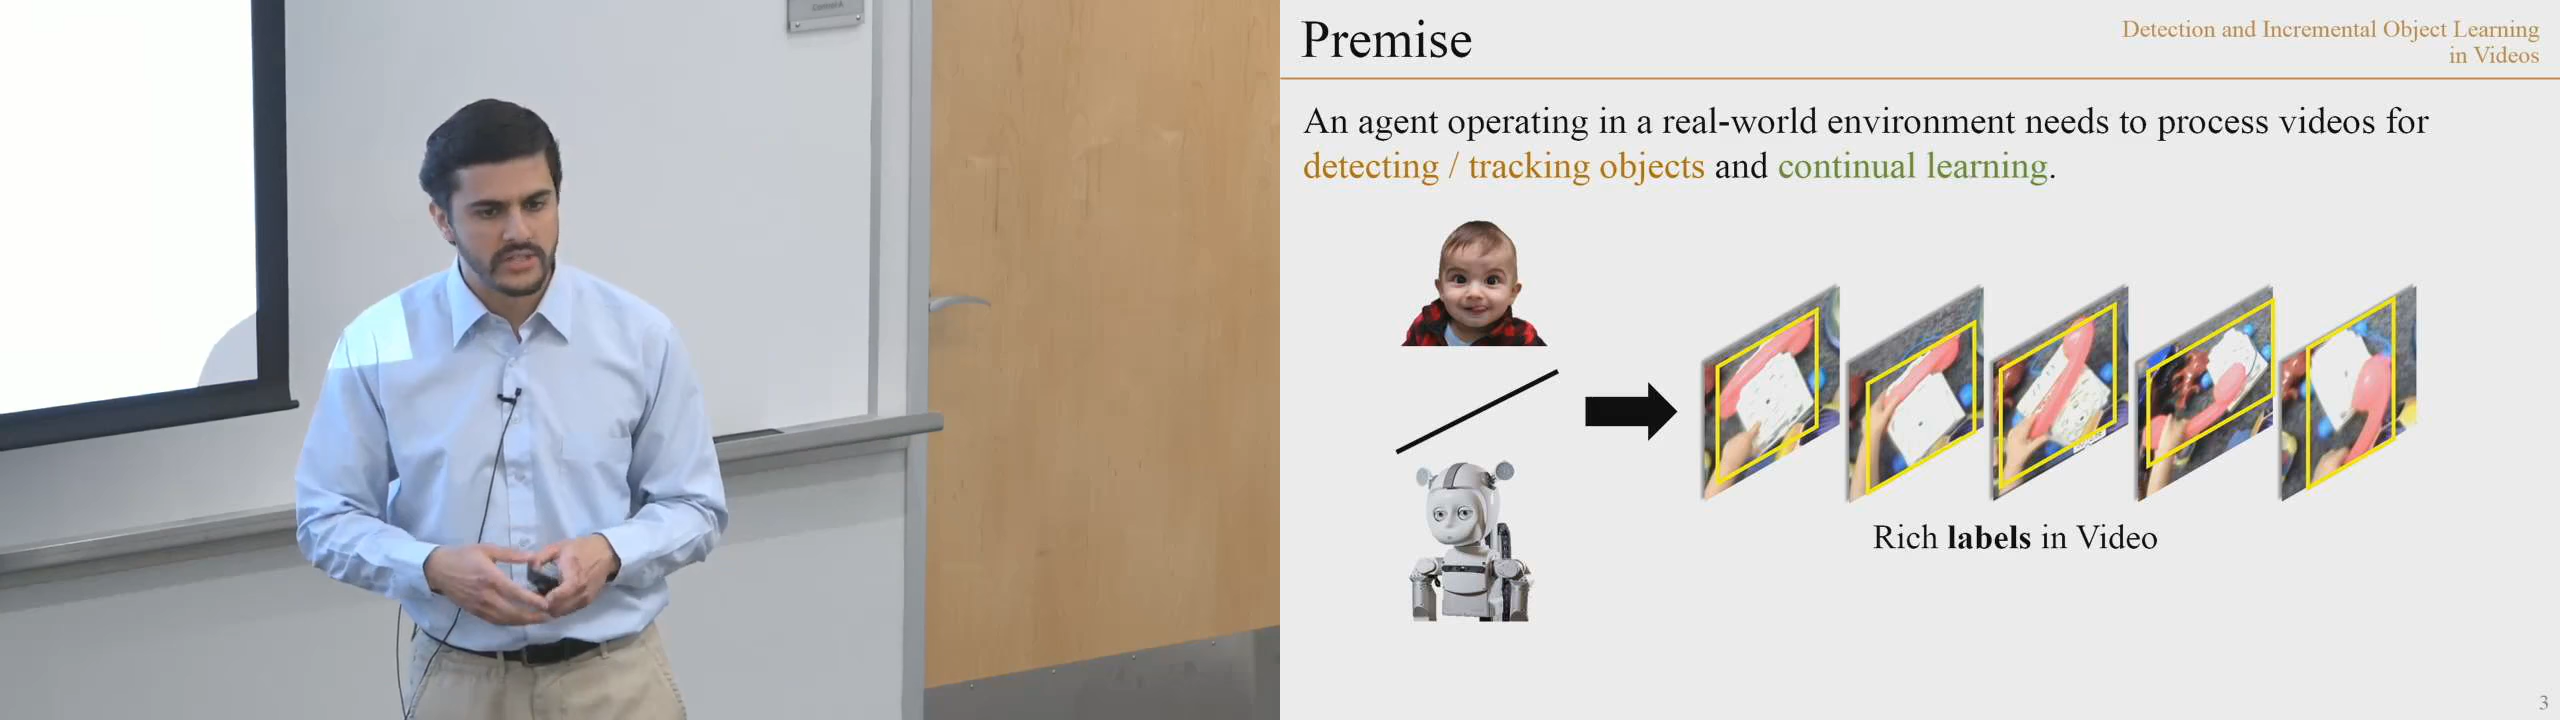 Premise
Detection and Incremental Object Learning
in Videos
An agent operating in a real-world environment needs to process videos for
detecting / tracking objects and continual learning.
Rich labels in Video
3